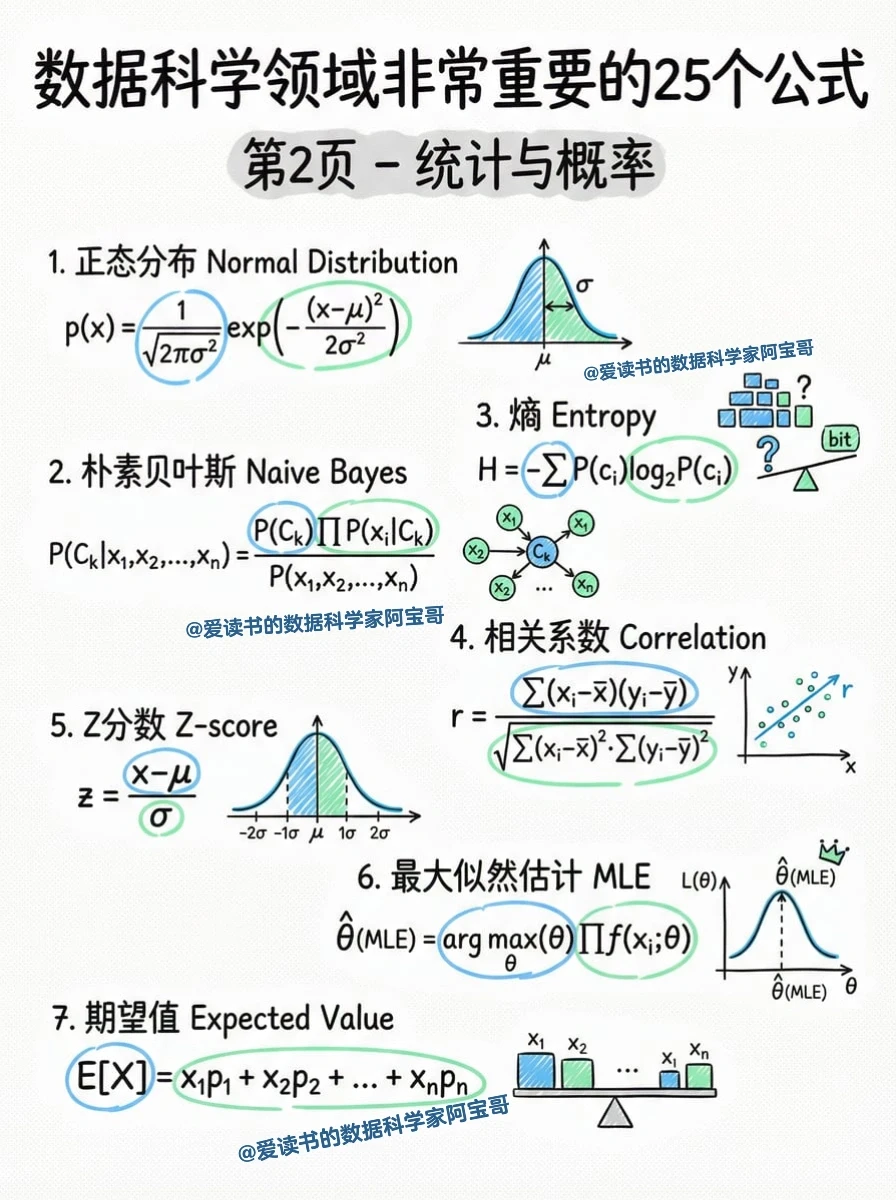 数据科学领域非常重要的25个公式
第2页 – 统计与概率
1. 正态分布 Normal Distribution
p(x) = 1/√(2πσ²) exp(−(x−μ)²/2σ²)
σ
μ
@爱读书的数据科学家阿宝哥
2. 朴素贝叶斯 Naive Bayes
P(Cₖ|x₁,x₂,...,xₙ) = P(Cₖ)∏P(xᵢ|Cₖ)/P(x₁,x₂,...,xₙ)
x₁ x₁
x₂ Cₖ
x₂ ... xₙ
@爱读书的数据科学家阿宝哥
3. 熵 Entropy
H = −∑P(cᵢ)log₂P(cᵢ)
?
? bit
4. 相关系数 Correlation
r = ∑(xᵢ−x̄)(yᵢ−ȳ)/√(∑(xᵢ−x̄)²·∑(yᵢ−ȳ)²)
y
r
x
5. Z分数 Z-score
z = x−μ/σ
−2σ −1σ μ 1σ 2σ
6. 最大似然估计 MLE
θ̂(MLE) = arg max(θ)∏f(xᵢ;θ)
θ
L(θ)
θ̂(MLE)
θ̂(MLE) θ
7. 期望值 Expected Value
E[X] = x₁p₁ + x₂p₂ + ... + xₙpₙ
x₁ x₂ ... xᵢ xₙ
@爱读书的数据科学家阿宝哥